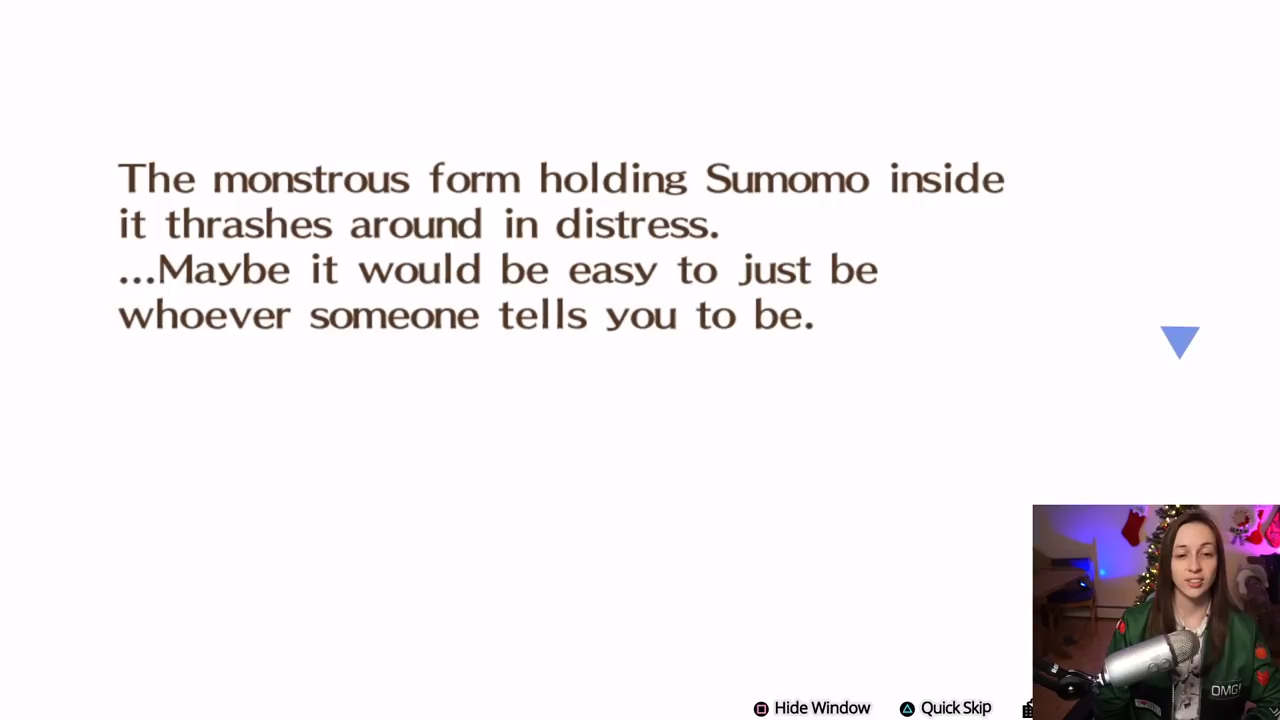 The monstrous form holding Sumomo inside
it thrashes around in distress.
...Maybe it would be easy to just be
whoever someone tells you to be.
Hide Window Quick Skip
OMG!